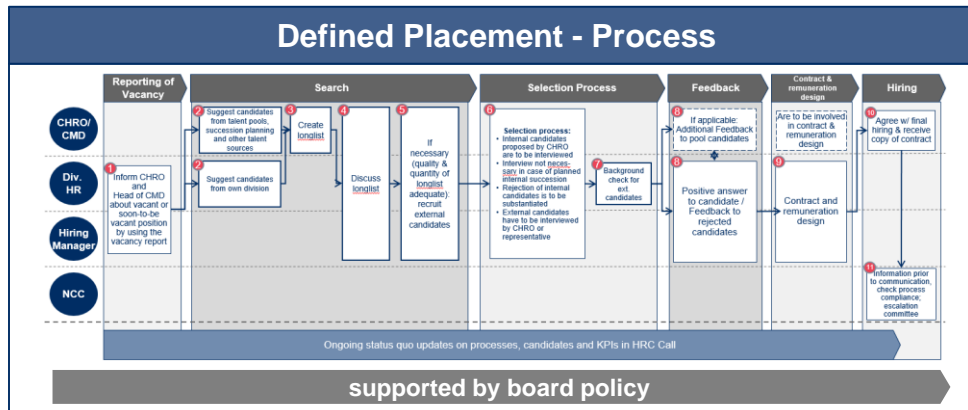 Defined Placement - Process
Reporting of
Vacancy
Search
Selection Process
Feedback
Contract &
remuneration
design
Hiring
CHRO/
CMD
Div.
HR
Hiring
Manager
NCC
1
Inform CHRO
and
Head of CMD
about vacant or
soon-to-be
vacant position
by using the
vacancy report
2
Suggest candidates
from talent pools,
succession planning
and other talent
sources
2
Suggest candidates
from own division
3
Create
longlist
4
Discuss
longlist
5
If
necessary
(quality &
quantity of
longlist
adequate):
recruit
external
candidates
6
Selection process:
• Internal candidates
proposed by CHRO
are to be interviewed
• Interview not neces-
sary in case of planned
internal succession
• Rejection of internal
candidates is to be
substantiated
• External candidates
have to be interviewed
by CHRO or
representative
7
Background
check for
ext.
candidates
8
If applicable:
Additional Feedback
to pool candidates
8
Positive answer
to candidate /
Feedback to
rejected
candidates
Are to be involved
in contract &
remuneration
design
9
Contract and
remuneration
design
10
Agree w/ final
hiring & receive
copy of contract
11
Information prior
to communication,
check process
compliance;
escalation
committee
Ongoing status quo updates on processes, candidates and KPIs in HRC Call
supported by board policy